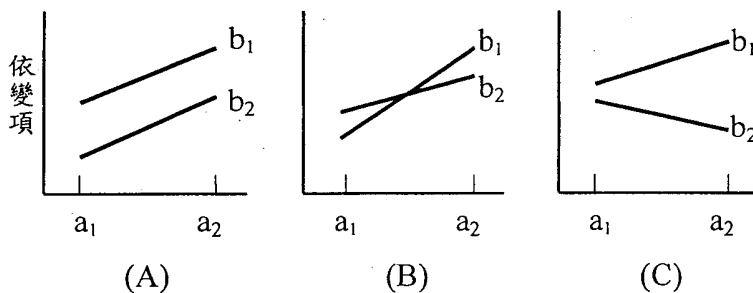 依變項
b₁
b₂
a₁ a₂
(A)
b₁
b₂
a₁ a₂
(B)
b₁
b₂
a₁ a₂
(C)